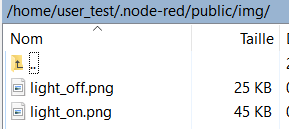 /home/user_test/.node-red/public/img/
Nom Taille
..
light_off.png 25 KB
light_on.png 45 KB